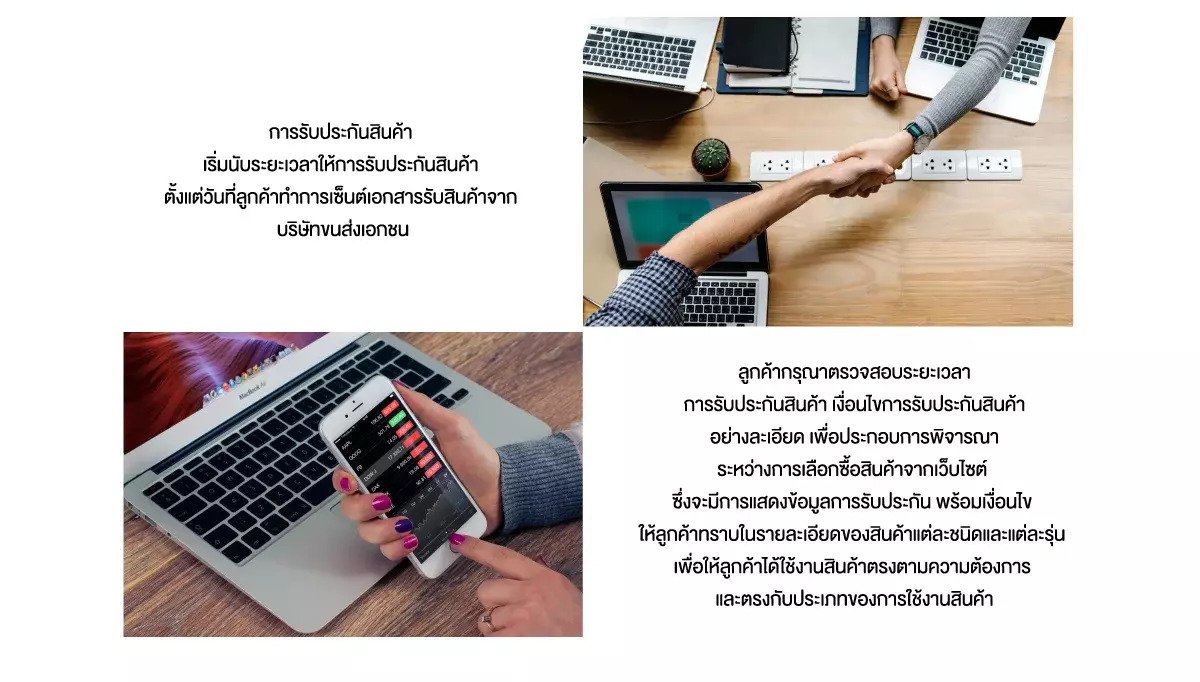 การรับประกันสินค้า
เริ่มนับระยะเวลาให้การรับประกันสินค้า
ตั้งแต่วันที่ลูกค้าทำการเซ็นต์เอกสารรับสินค้าจาก
บริษัทขนส่งเอกชน
MacBook Air
ลูกค้ากรุณาตรวจสอบระยะเวลา
การรับประกันสินค้า เงื่อนไขการรับประกันสินค้า
อย่างละเอียด เพื่อประกอบการพิจารณา
ระหว่างการเลือกซื้อสินค้าจากเว็บไซต์
ซึ่งจะมีการแสดงข้อมูลการรับประกัน พร้อมเงื่อนไข
ให้ลูกค้าทราบในรายละเอียดของสินค้าแต่ละชนิดและแต่ละรุ่น
เพื่อให้ลูกค้าได้ใช้งานสินค้าตรงตามความต้องการ
และตรงกับประเภทของการใช้งานสินค้า